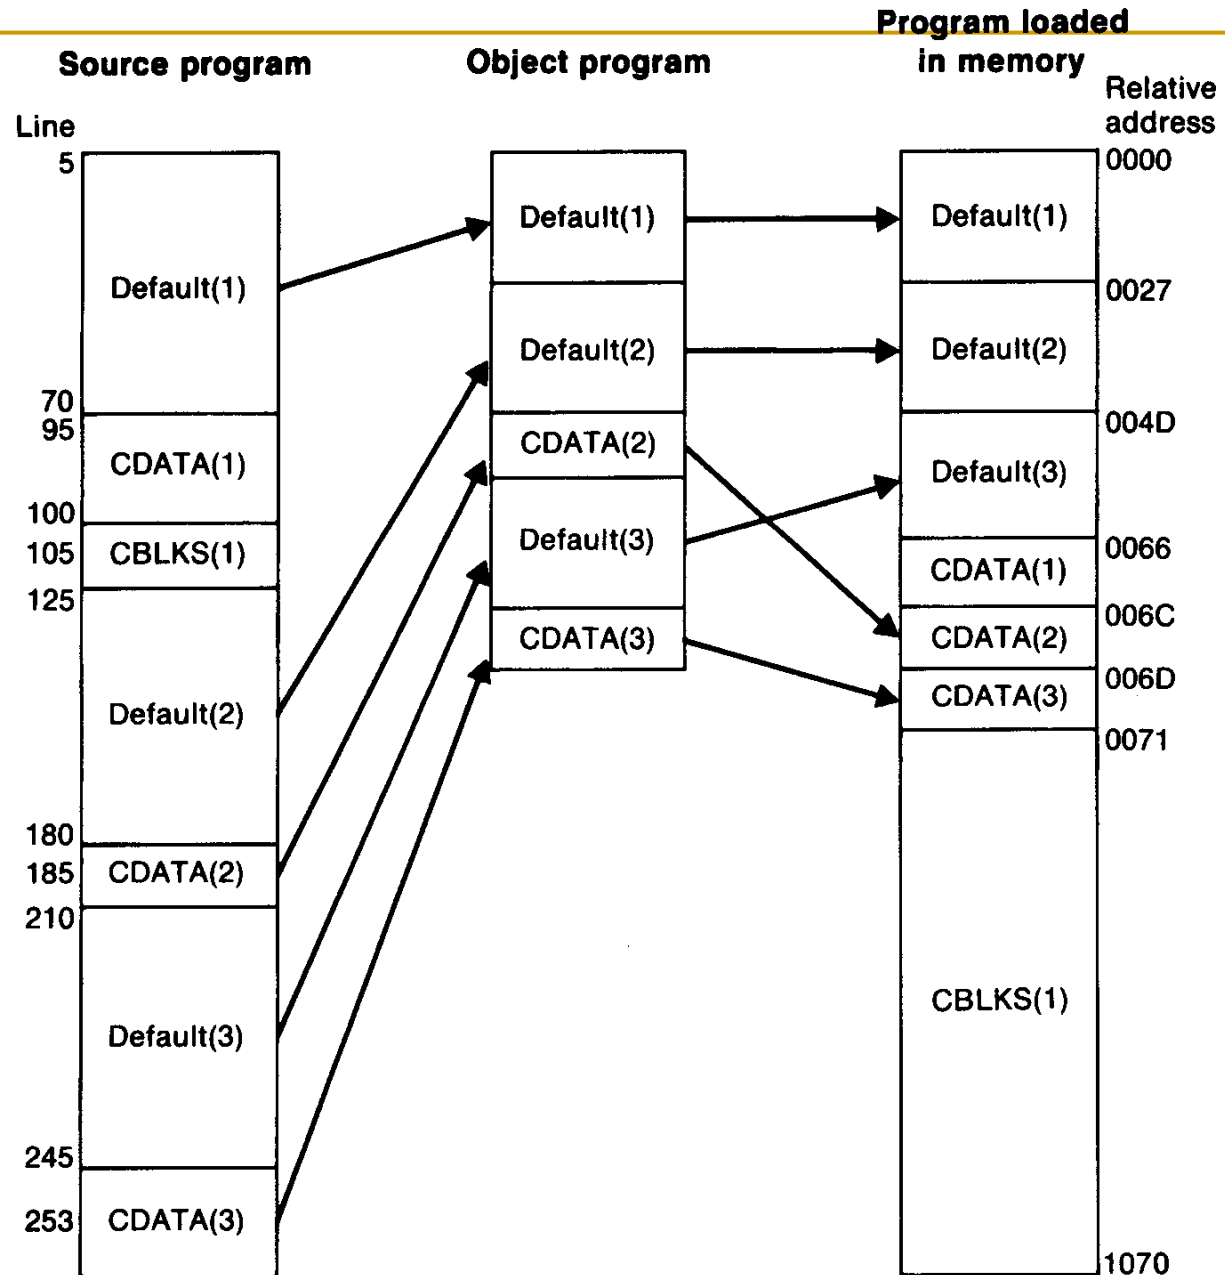 Source program
Object program
Program loaded
in memory
Line
5
Default(1)
70
95
CDATA(1)
100
105
CBLKS(1)
125
Default(2)
180
185
CDATA(2)
210
Default(3)
245
253
CDATA(3)
Default(1)
Default(2)
CDATA(2)
Default(3)
CDATA(3)
Relative
address
0000
Default(1)
0027
Default(2)
004D
Default(3)
0066
CDATA(1)
006C
CDATA(2)
006D
CDATA(3)
0071
CBLKS(1)
1070